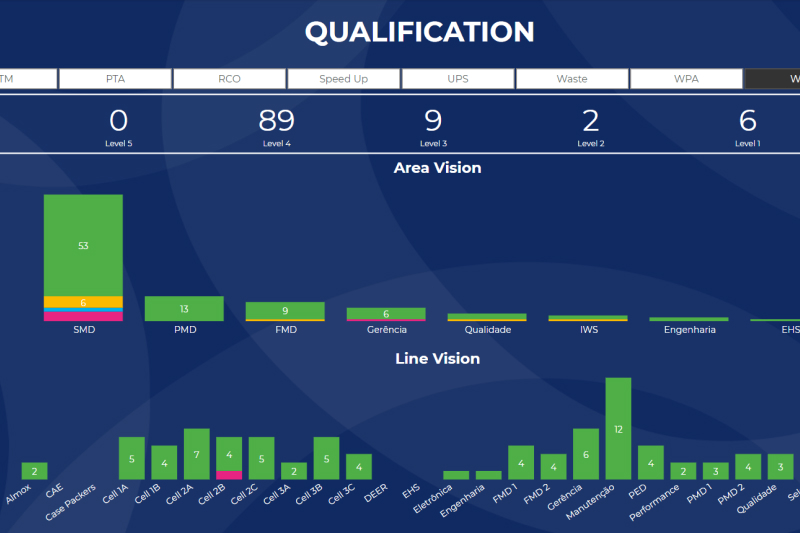 QUALIFICATION
TM PTA RCO Speed Up UPS Waste WPA W
0 89 9 2 6
Level 5 Level 4 Level 3 Level 2 Level 1
Area Vision
53
6 13 9 6
SMD PMD FMD Gerência Qualidade IWS Engenharia EHS
Line Vision
2 5 4 7 4 5 2 5 4 4 4 6 12 4 2 3 4 3
Almox CAE Case Packers Cell 1A Cell 1B Cell 2A Cell 2B Cell 2C Cell 3A Cell 3B Cell 3C DEER EHS Eletrônica Engenharia FMD 1 FMD 2 Gerência Manutenção PED Performance PMD 1 PMD 2 Qualidade Sel